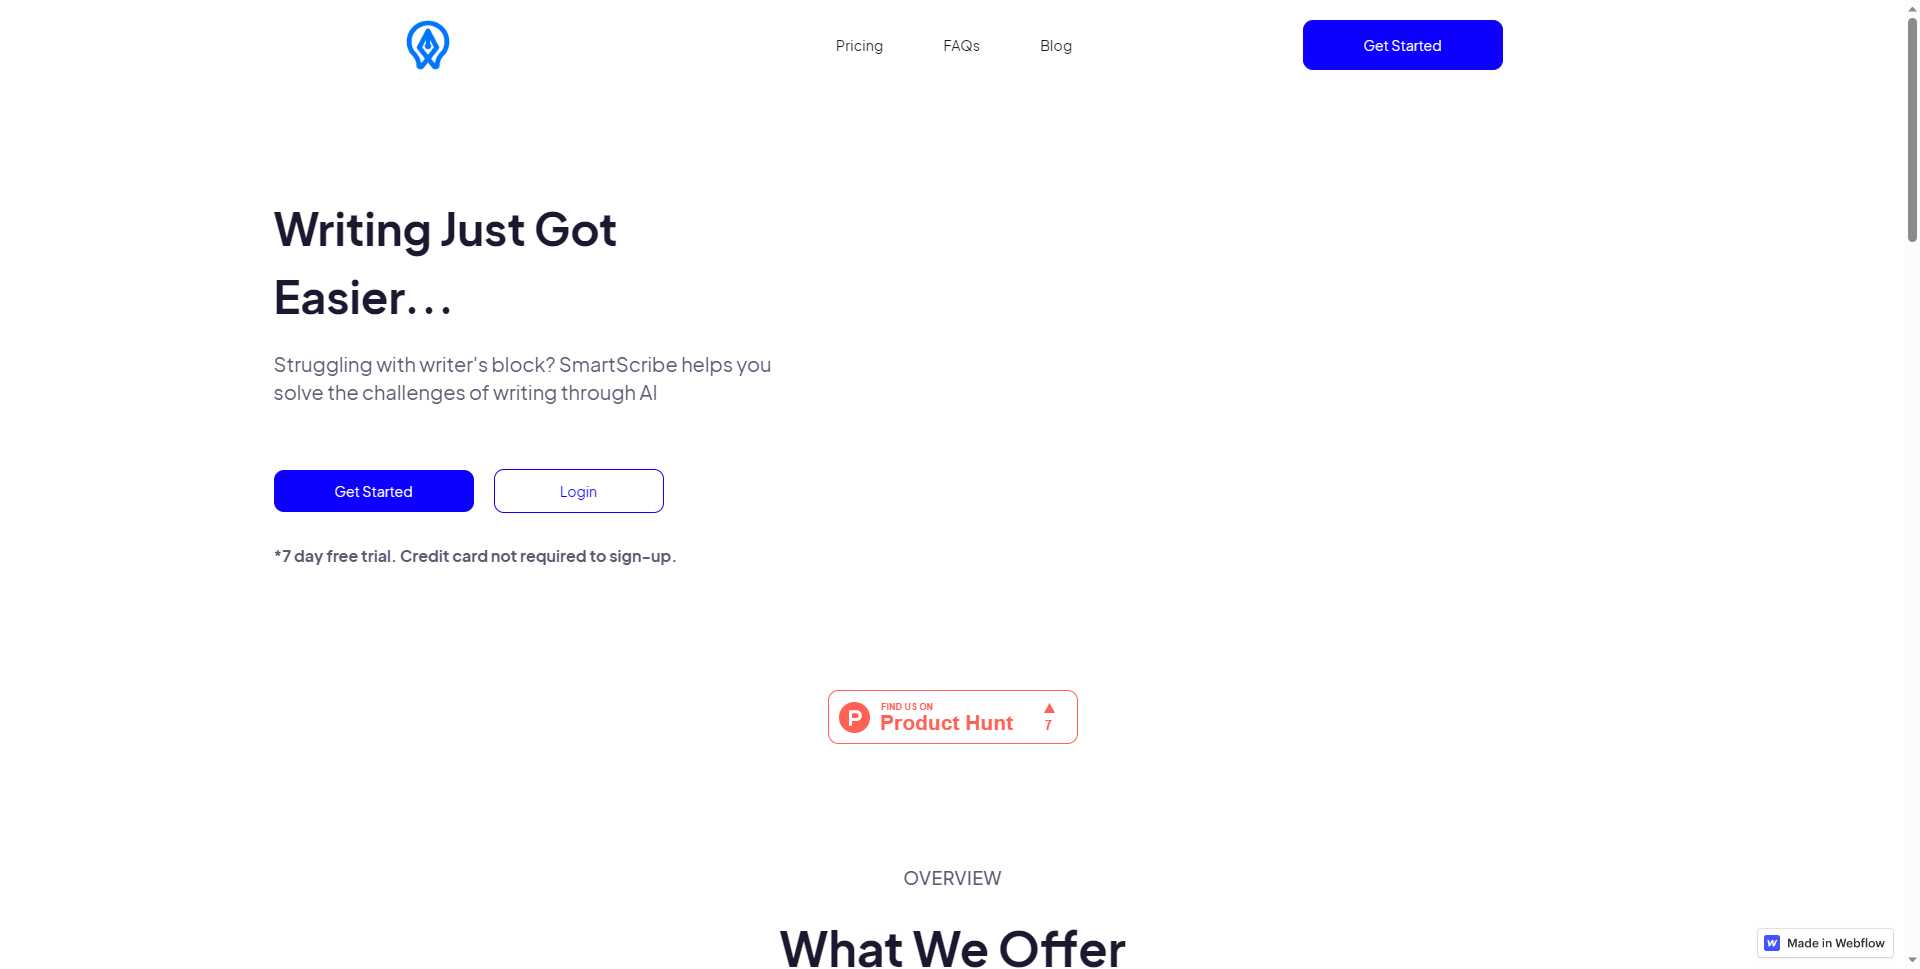 Pricing
FAQs
Blog
Get Started
Writing Just Got
Easier...
Struggling with writer's block? SmartScribe helps you
solve the challenges of writing through AI
Get Started
Login
*7 day free trial. Credit card not required to sign-up.
P
FIND US ON
Product Hunt
7
OVERVIEW
What We Offer
Made in Webflow